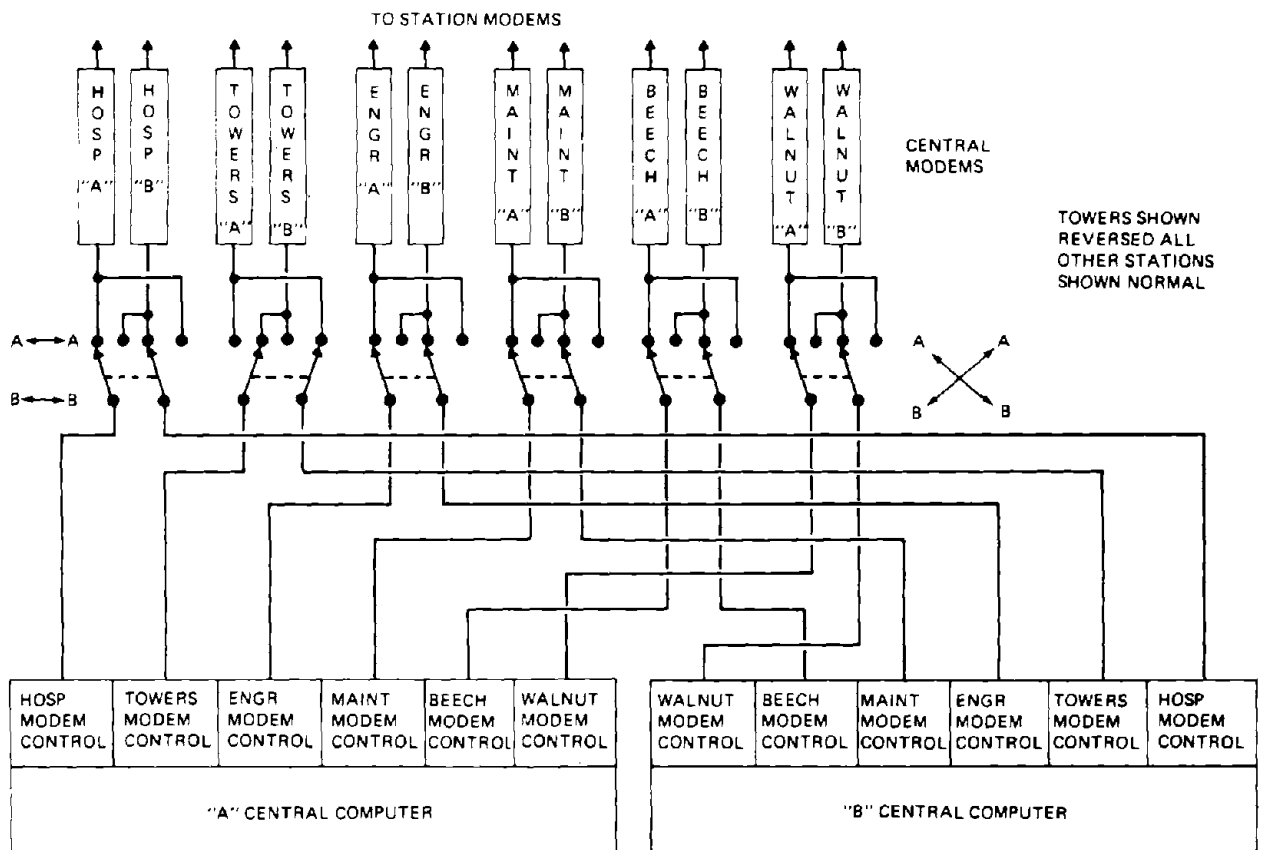 TO STATION MODEMS
HOSP "A"
HOSP "B"
TOWERS "A"
TOWERS "B"
ENGR "A"
ENGR "B"
MAINT "A"
MAINT "B"
BEECH "A"
BEECH "B"
WALNUT "A"
WALNUT "B"
CENTRAL
MODEMS
TOWERS SHOWN
REVERSED ALL
OTHER STATIONS
SHOWN NORMAL
A A
B B
A A
B B
HOSP
MODEM
CONTROL
TOWERS
MODEM
CONTROL
ENGR
MODEM
CONTROL
MAINT
MODEM
CONTROL
BEECH
MODEM
CONTROL
WALNUT
MODEM
CONTROL
WALNUT
MODEM
CONTROL
BEECH
MODEM
CONTROL
MAINT
MODEM
CONTROL
ENGR
MODEM
CONTROL
TOWERS
MODEM
CONTROL
HOSP
MODEM
CONTROL
"A" CENTRAL COMPUTER
"B" CENTRAL COMPUTER